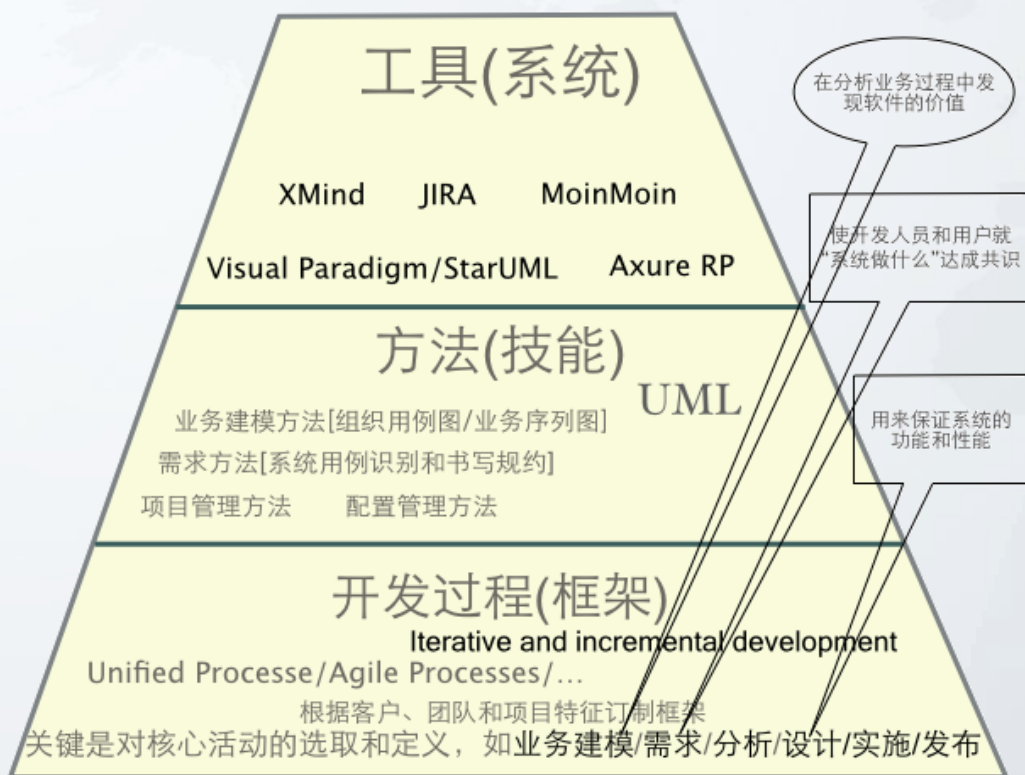 工具(系统)
在分析业务过程中发
现软件的价值
XMind JIRA MoinMoin
使开发人员和用户就
“系统做什么”达成共识
Visual Paradigm/StarUML Axure RP
方法(技能)
UML
业务建模方法[组织用例图/业务序列图]
用来保证系统的
功能和性能
需求方法[系统用例识别和书写规约]
项目管理方法 配置管理方法
开发过程(框架)
Iterative and incremental development
Unified Processe/Agile Processes/...
根据客户、团队和项目特征订制框架
关键是对核心活动的选取和定义，如业务建模/需求/分析/设计/实施/发布